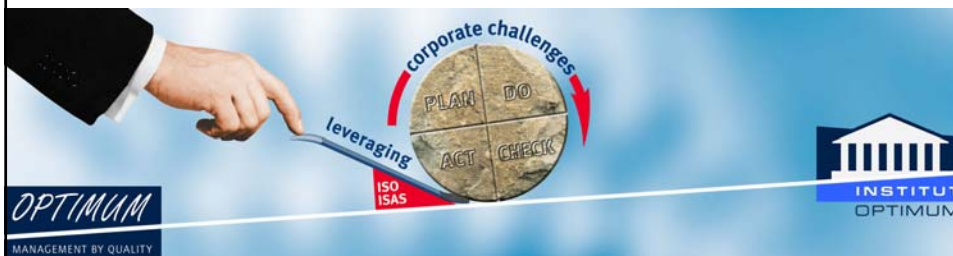 corporate challenges
PLAN DO
ACT CHECK
leveraging
ISO
ISAS
OPTIMUM
MANAGEMENT BY QUALITY
INSTITUT
OPTIMUM